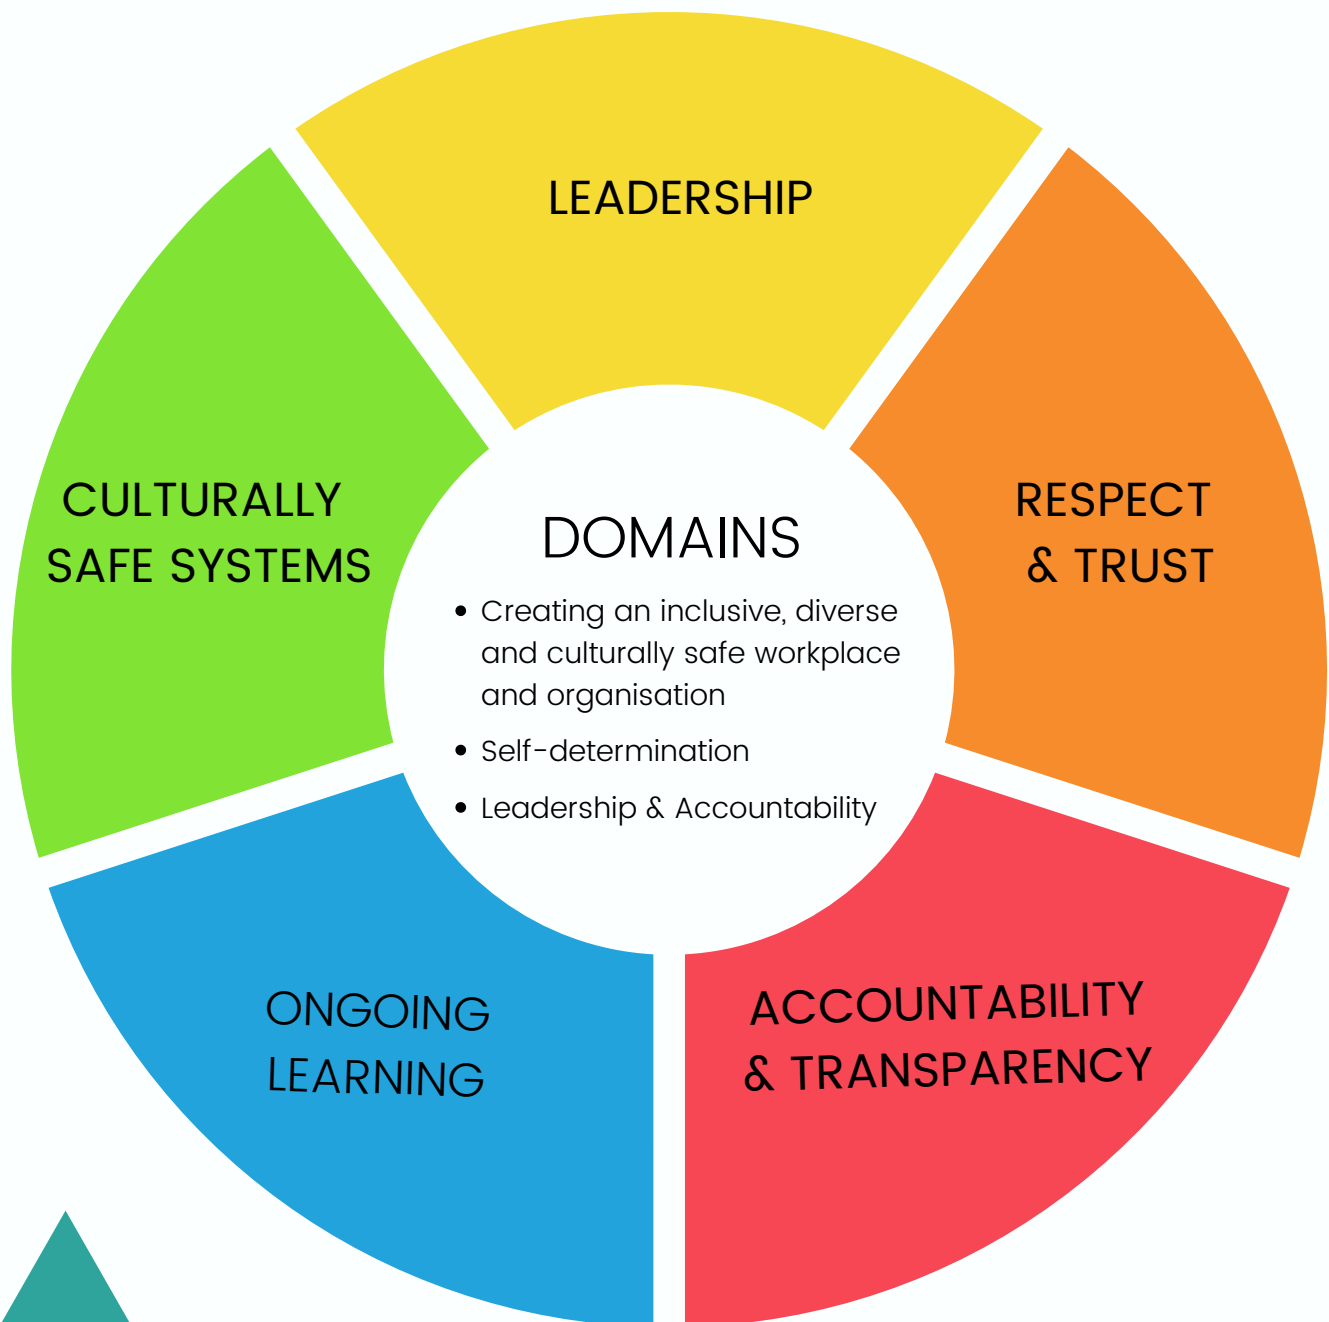 LEADERSHIP
CULTURALLY
SAFE SYSTEMS
RESPECT
& TRUST
DOMAINS
• Creating an inclusive, diverse
and culturally safe workplace
and organisation
• Self-determination
• Leadership & Accountability
ONGOING
LEARNING
ACCOUNTABILITY
& TRANSPARENCY